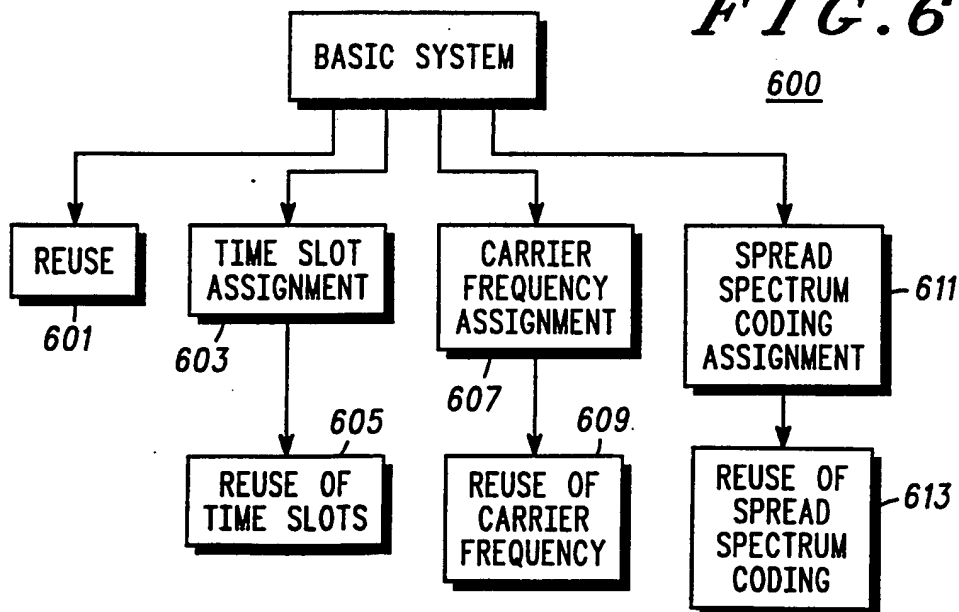 FIG.6
600
BASIC SYSTEM
REUSE
601
TIME SLOT
ASSIGNMENT
603
CARRIER
FREQUENCY
ASSIGNMENT
607
SPREAD
SPECTRUM
CODING
ASSIGNMENT
611
605
REUSE OF
TIME SLOTS
609
REUSE OF
CARRIER
FREQUENCY
REUSE OF
SPREAD
SPECTRUM
CODING
613